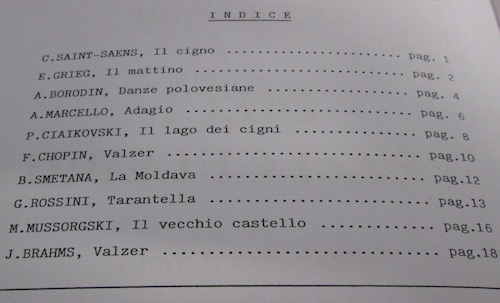 I N D I C E
C.SAINT-SAENS, Il cigno ........................ pag. 1
E.GRIEG, Il mattino ............................ pag. 2
A.BORODIN, Danze polovesiane ................... pag. 4
A.MARCELLO, Adagio ............................. pag. 6
P.CIAIKOVSKI, Il lago dei cigni ................ pag. 8
F.CHOPIN, Valzer ............................... pag.10
B.SMETANA, La Moldava .......................... pag.12
G.ROSSINI, Tarantella .......................... pag.13
M.MUSSORGSKI, Il vecchio castello .............. pag.16
J.BRAHMS, Valzer ............................... pag.18